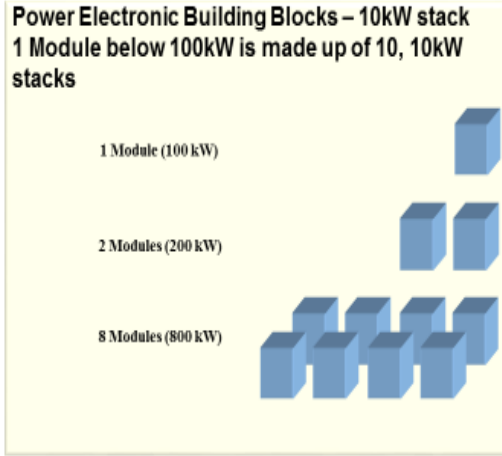 Power Electronic Building Blocks – 10kW stack
1 Module below 100kW is made up of 10, 10kW
stacks
1 Module (100 kW)
2 Modules (200 kW)
8 Modules (800 kW)